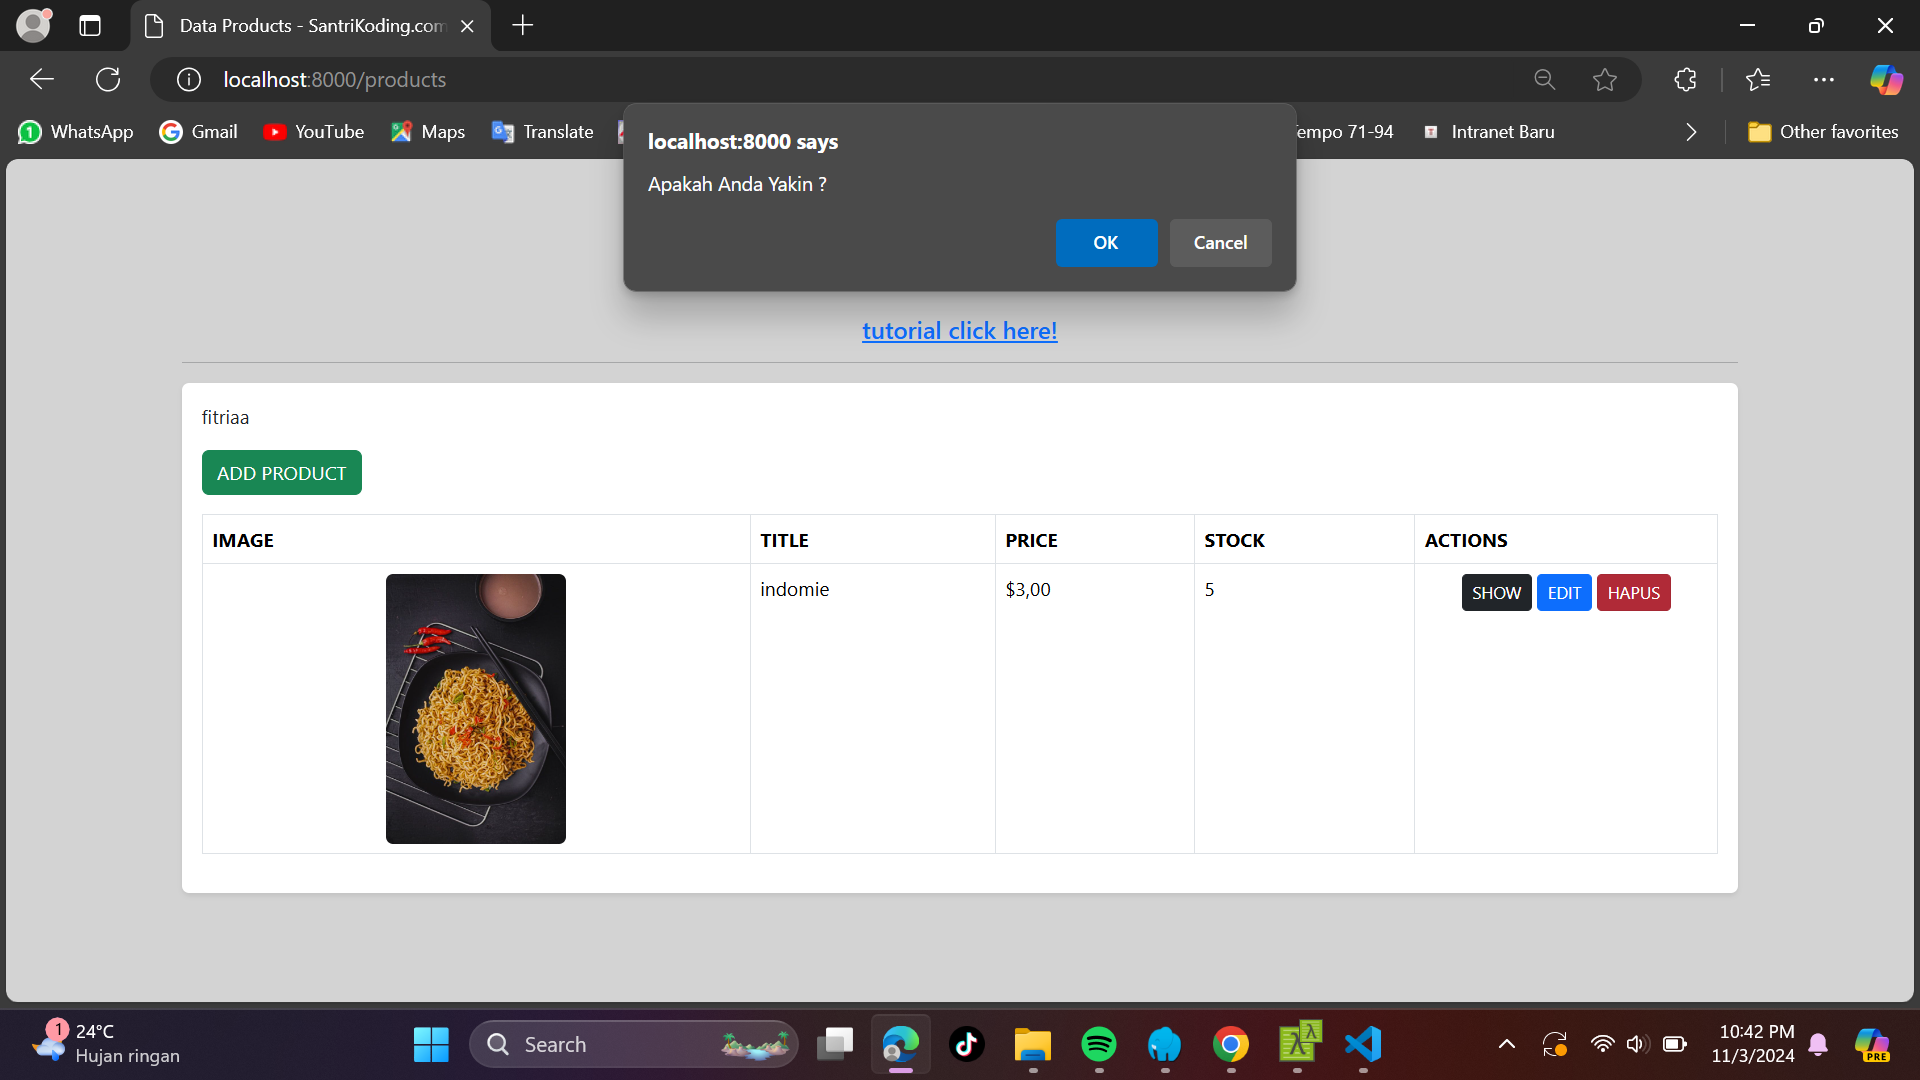 Data Products - SantriKoding.com
localhost:8000/products
1 WhatsApp
Gmail
YouTube
Maps
Translate
71-94
Intranet Baru
Other favorites
localhost:8000 says
Apakah Anda Yakin ?
OK
Cancel
tutorial click here!
fitriaa
ADD PRODUCT
IMAGE TITLE PRICE STOCK ACTIONS
indomie $3,00 5 SHOW EDIT HAPUS
1
24°C
Hujan ringan
Search
10:42 PM
11/3/2024
PRE